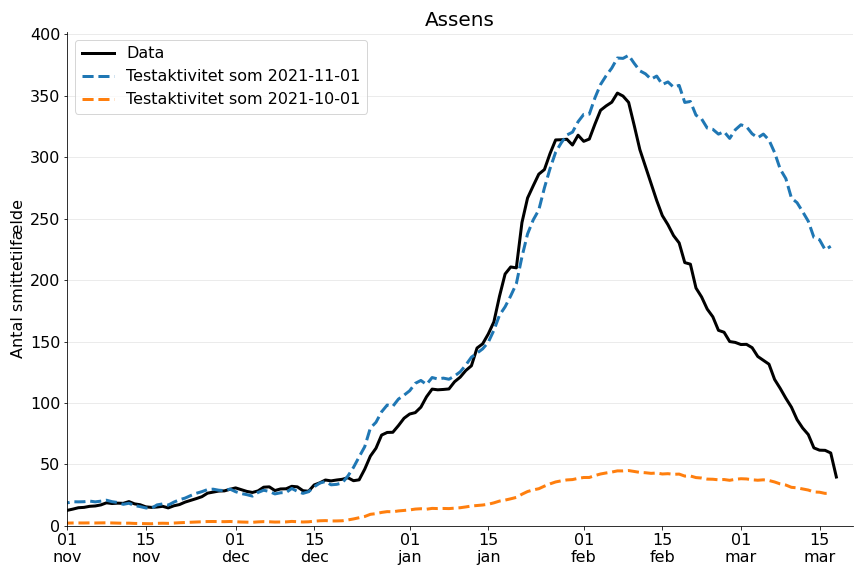 Assens
Data
Testaktivitet som 2021-11-01
Testaktivitet som 2021-10-01
Antal smittetilfælde
400
350
300
250
200
150
100
50
0
01 nov
15 nov
01 dec
15 dec
01 jan
15 jan
01 feb
15 feb
01 mar
15 mar